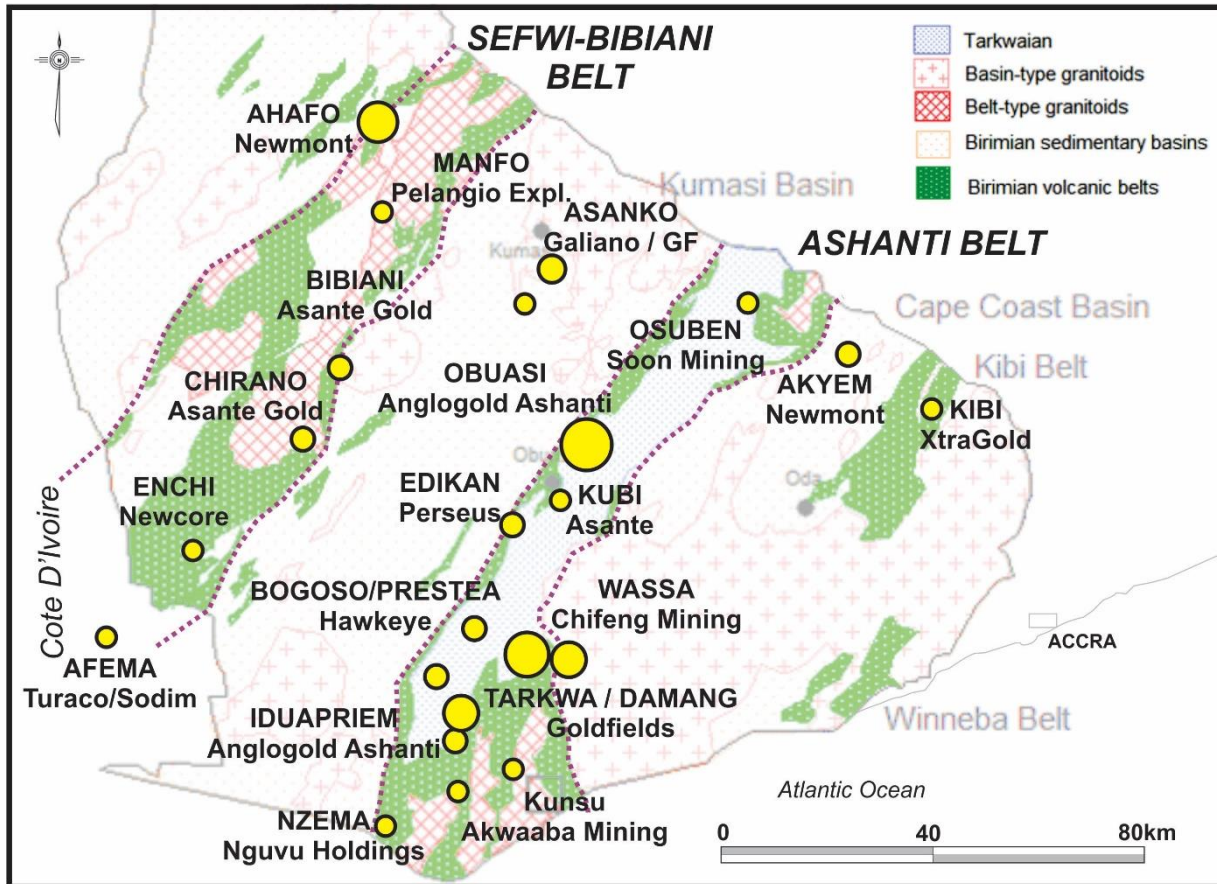 SEFWI-BIBIANI
BELT
Tarkwaian
Basin-type granitoids
Belt-type granitoids
Birimian sedimentary basins
Birimian volcanic belts
AHAFO
Newmont
MANFO
Pelangio Expl.
Kumasi Basin
ASANKO
Galiano / GF
Kuma
ASHANTI BELT
BIBIANI
Asante Gold
Cape Coast Basin
OSUBEN
Soon Mining
Kibi Belt
CHIRANO
Asante Gold
OBUASI
Anglogold Ashanti
AKYEM
Newmont
KIBI
XtraGold
Obu
Oda
ENCHI
Newcore
EDIKAN
Perseus
KUBI
Asante
Cote D'Ivoire
BOGOSO/PRESTEA
Hawkeye
WASSA
Chifeng Mining
AFEMA
Turaco/Sodim
ACCRA
TARKWA / DAMANG
Goldfields
IDUAPRIEM
Anglogold Ashanti
Winneba Belt
Atlantic Ocean
Kunsu
Akwaaba Mining
NZEMA
Nguvu Holdings
0 40 80km